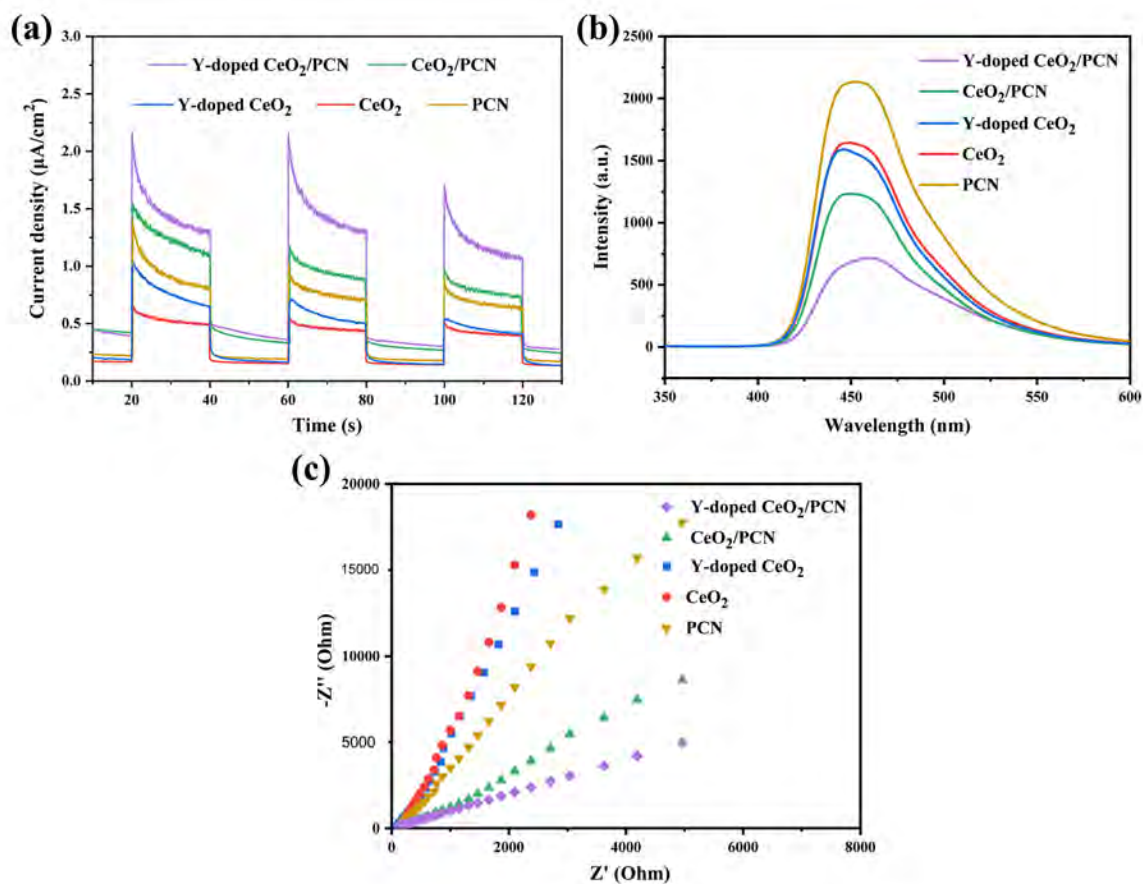 (a)
3.0
2.5
2.0
1.5
1.0
0.5
0.0
Current density (µA/cm²)
Y-doped CeO₂/PCN CeO₂/PCN
Y-doped CeO₂ CeO₂ PCN
20 40 60 80 100 120
Time (s)
(b)
2500
2000
1500
1000
500
0
Intensity (a.u.)
Y-doped CeO₂/PCN
CeO₂/PCN
Y-doped CeO₂
CeO₂
PCN
350 400 450 500 550 600
Wavelength (nm)
(c)
20000
15000
10000
5000
0
-Z'' (Ohm)
Y-doped CeO₂/PCN
CeO₂/PCN
Y-doped CeO₂
CeO₂
PCN
0 2000 4000 6000 8000
Z' (Ohm)